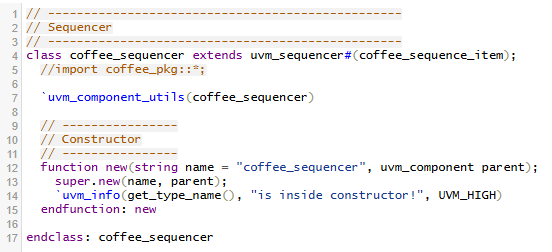 1 // --------------------------------------------------
2 // Sequencer
3 // --------------------------------------------------
4 class coffee_sequencer extends uvm_sequencer#(coffee_sequence_item);
5 //import coffee_pkg::*;
6
7 `uvm_component_utils(coffee_sequencer)
8
9 // ----------------
10 // Constructor
11 // ----------------
12 function new(string name = "coffee_sequencer", uvm_component parent);
13 super.new(name, parent);
14 `uvm_info(get_type_name(), "is inside constructor!", UVM_HIGH)
15 endfunction: new
16
17 endclass: coffee_sequencer